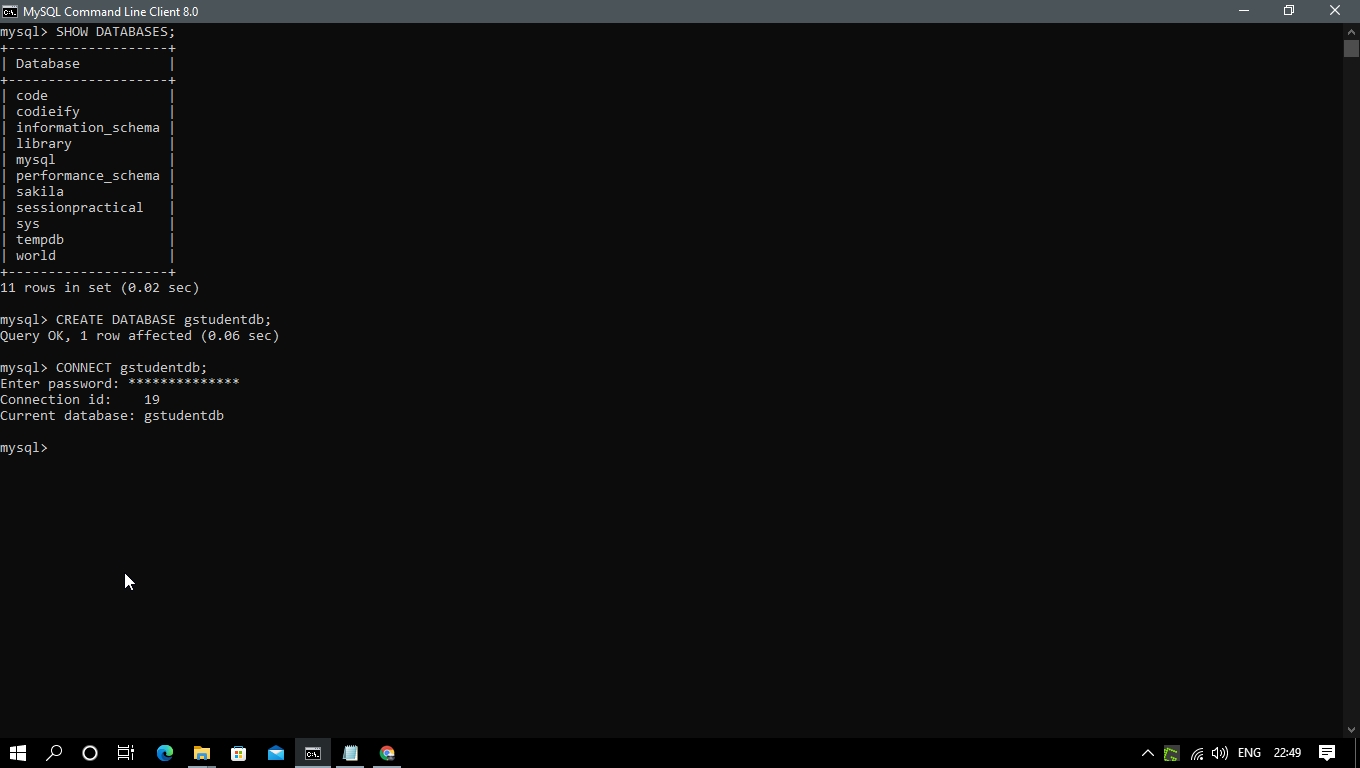 MySQL Command Line Client 8.0
mysql> SHOW DATABASES;
+--------------------+
| Database           |
+--------------------+
| code               |
| codieify           |
| information_schema |
| library            |
| mysql              |
| performance_schema |
| sakila             |
| sessionpractical   |
| sys                |
| tempdb             |
| world              |
+--------------------+
11 rows in set (0.02 sec)
mysql> CREATE DATABASE gstudentdb;
Query OK, 1 row affected (0.06 sec)
mysql> CONNECT gstudentdb;
Enter password: **************
Connection id:    19
Current database: gstudentdb
mysql>
ENG 22:49